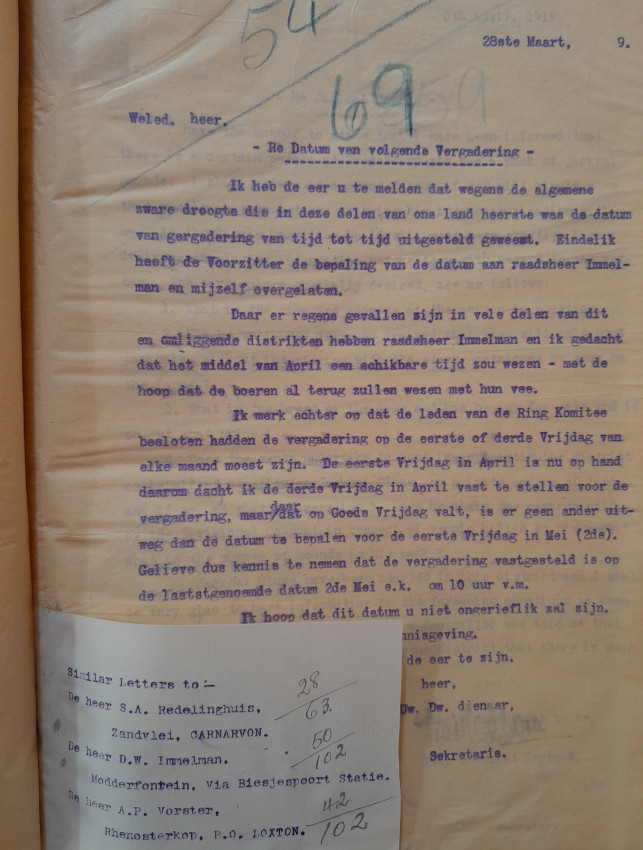 54
28ste Maart, 9.
69
Weled. heer.
- Re Datum van volgende Vergadering -
Ik heb de eer u te melden dat wegens de algemene
sware droogte die in deze delen van ons land heerste was de datum
van gergadering van tijd tot tijd uitgesteld geweest. Eindelik
heeft de Voorzitter de bepaling van de datum aan raadsheer Immel-
man en mijzelf overgelaten.
Daar er regens gevallen zijn in vele delen van dit
en omliggende distrikten hebben raadsheer Immelman en ik gedacht
dat het middel van April een schikbare tijd zou wezen - met de
hoop dat de boeren al terug zullen wezen met hun vee.
Ik merk echter op dat de leden van de Ring Komitee
besloten hadden de vergadering op de eerste of derde Vrijdag van
elke maand moest zijn. De eerste Vrijdag in April is nu op hand
daarom dacht ik de derde Vrijdag in April vast te stellen voor de
vergadering, maar/daar dat op Goede Vrijdag valt, is er geen ander uit-
weg dan de datum te bepalen voor de eerste Vrijdag in Mei (2de).
Gelieve dus kennis te nemen dat de vergadering vastgesteld is op
de laatstgenoemde datum 2de Mei e.k. om 10 uur v.m.
Ik hoop dat dit datum u niet ongerieflik zal zijn.
nnisgeving.
de eer te zijn.
heer,
Uw. Dw. dienaar,
Sekretaris.
Similar Letters to :-
De heer S.A. Redelinghuis, 28/63.
Zandvlei, CARNARVON.
De heer D.W. Immelman. 50/102
Modderfontein, Via Biesjespoort Statie.
De heer A.P. Vorster, 42/102
Rhenosterkop, P.O. LOXTON.